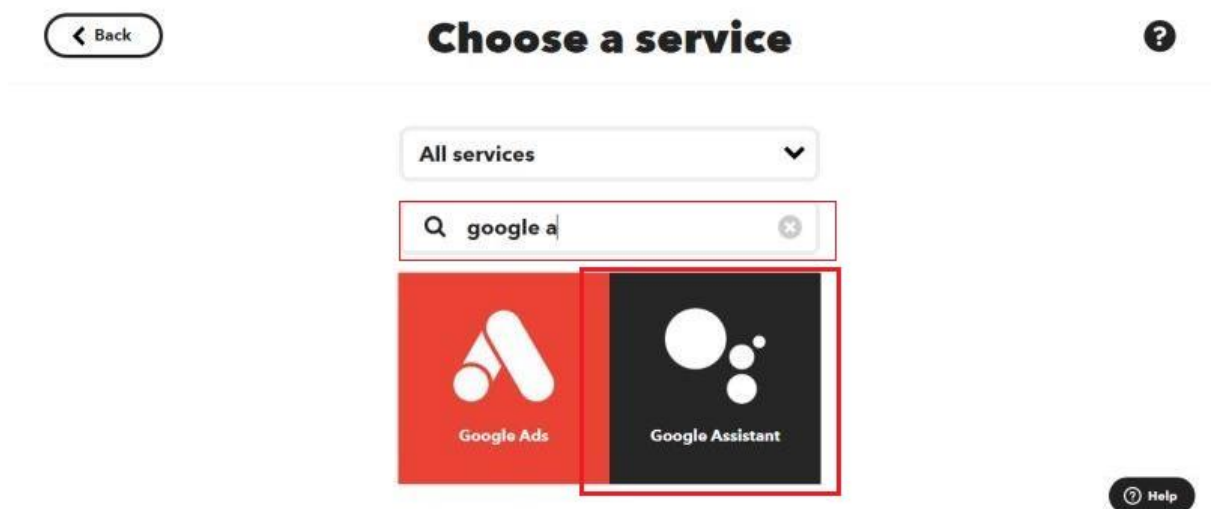 Back
Choose a service
?
All services
google a
Google Ads
Google Assistant
? Help